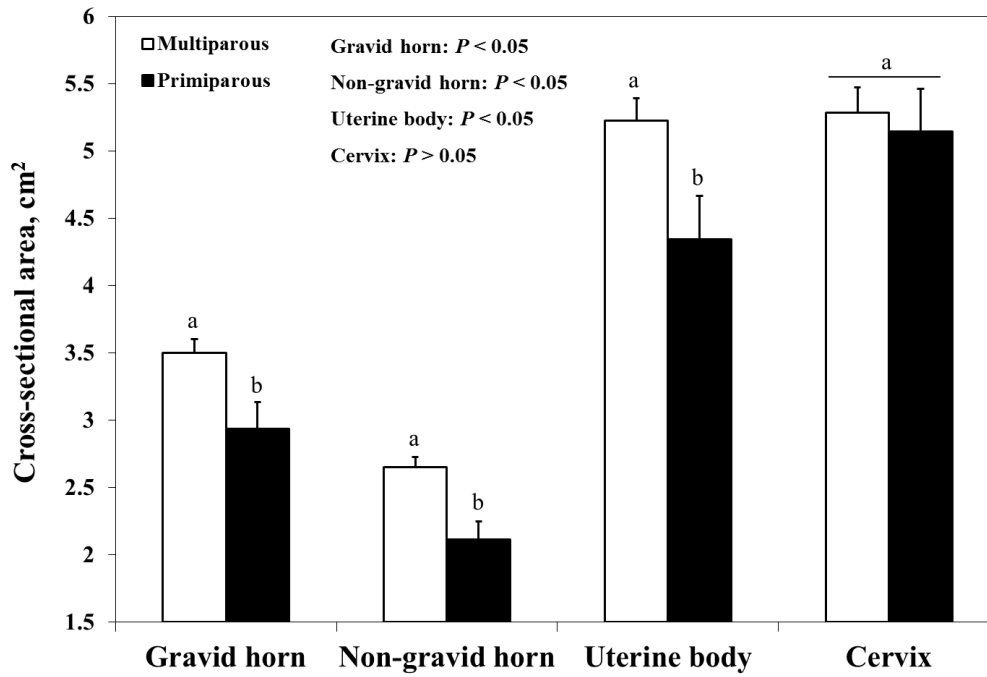 6
5.5
5
4.5
4
3.5
3
2.5
2
1.5
Cross-sectional area, cm²
Multiparous
Primiparous
Gravid horn: P < 0.05
Non-gravid horn: P < 0.05
Uterine body: P < 0.05
Cervix: P > 0.05
a
b
a
b
a
b
a
Gravid horn
Non-gravid horn
Uterine body
Cervix